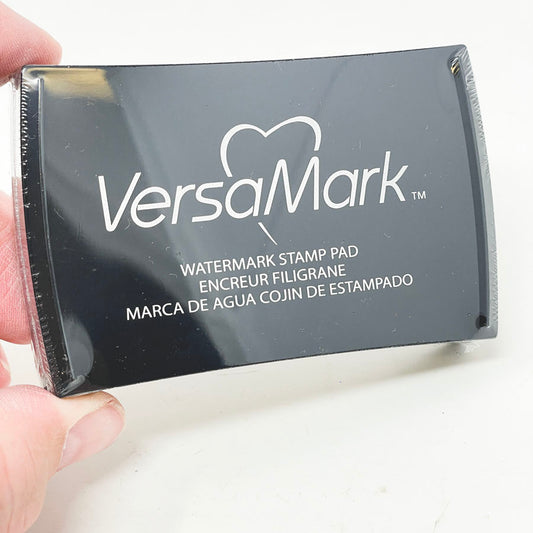 VersaMark™
WATERMARK STAMP PAD
ENCREUR FILIGRANE
MARCA DE AGUA COJIN DE ESTAMPADO